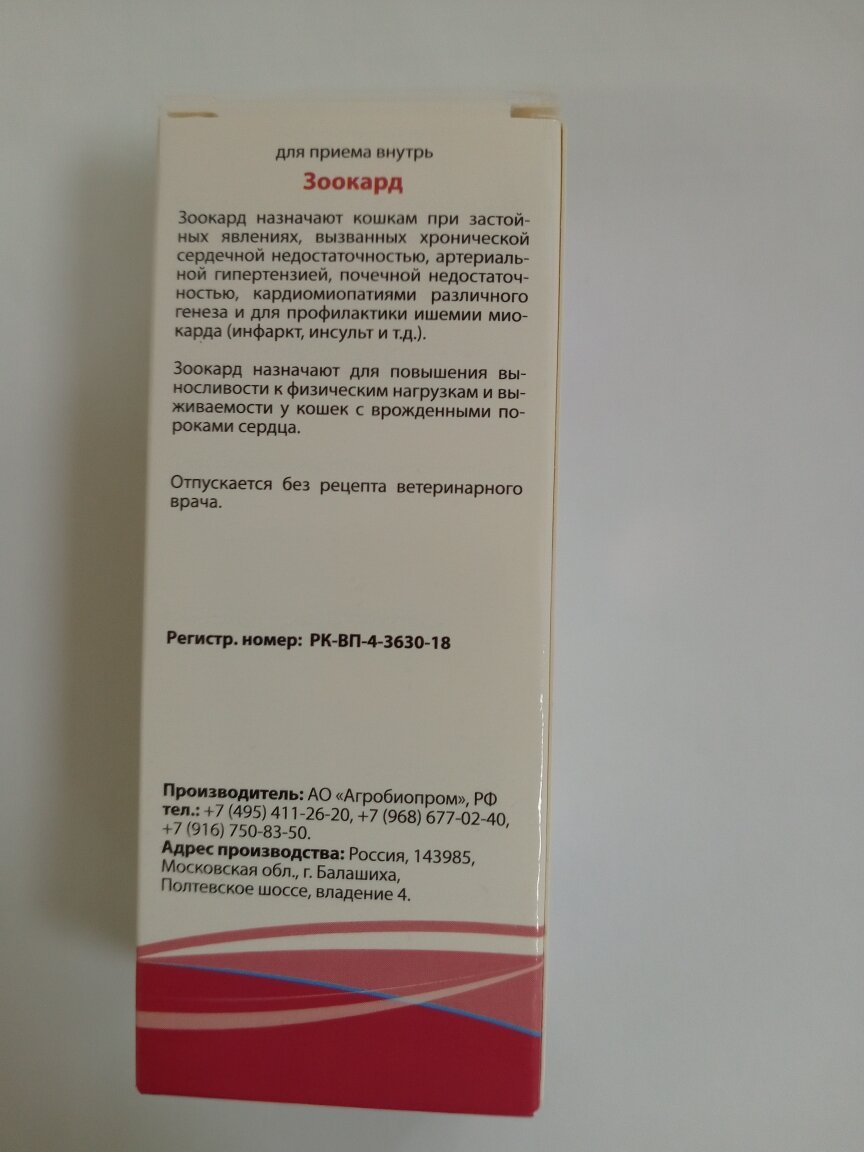 для приема внутрь
Зоокард
Зоокард назначают кошкам при застой-
ных явлениях, вызванных хронической
сердечной недостаточностью, артериаль-
ной гипертензией, почечной недостаточ-
ностью, кардиомиопатиями различного
генеза и для профилактики ишемии мио-
карда (инфаркт, инсульт и т.д.).
Зоокард назначают для повышения вы-
носливости к физическим нагрузкам и вы-
живаемости у кошек с врожденными по-
роками сердца.
Отпускается без рецепта ветеринарного
врача.
Регистр. номер: РК-ВП-4-3630-18
Производитель: АО «Агробиопром», РФ
тел.: +7 (495) 411-26-20, +7 (968) 677-02-40,
+7 (916) 750-83-50.
Адрес производства: Россия, 143985,
Московская обл., г. Балашиха,
Полтевское шоссе, владение 4.